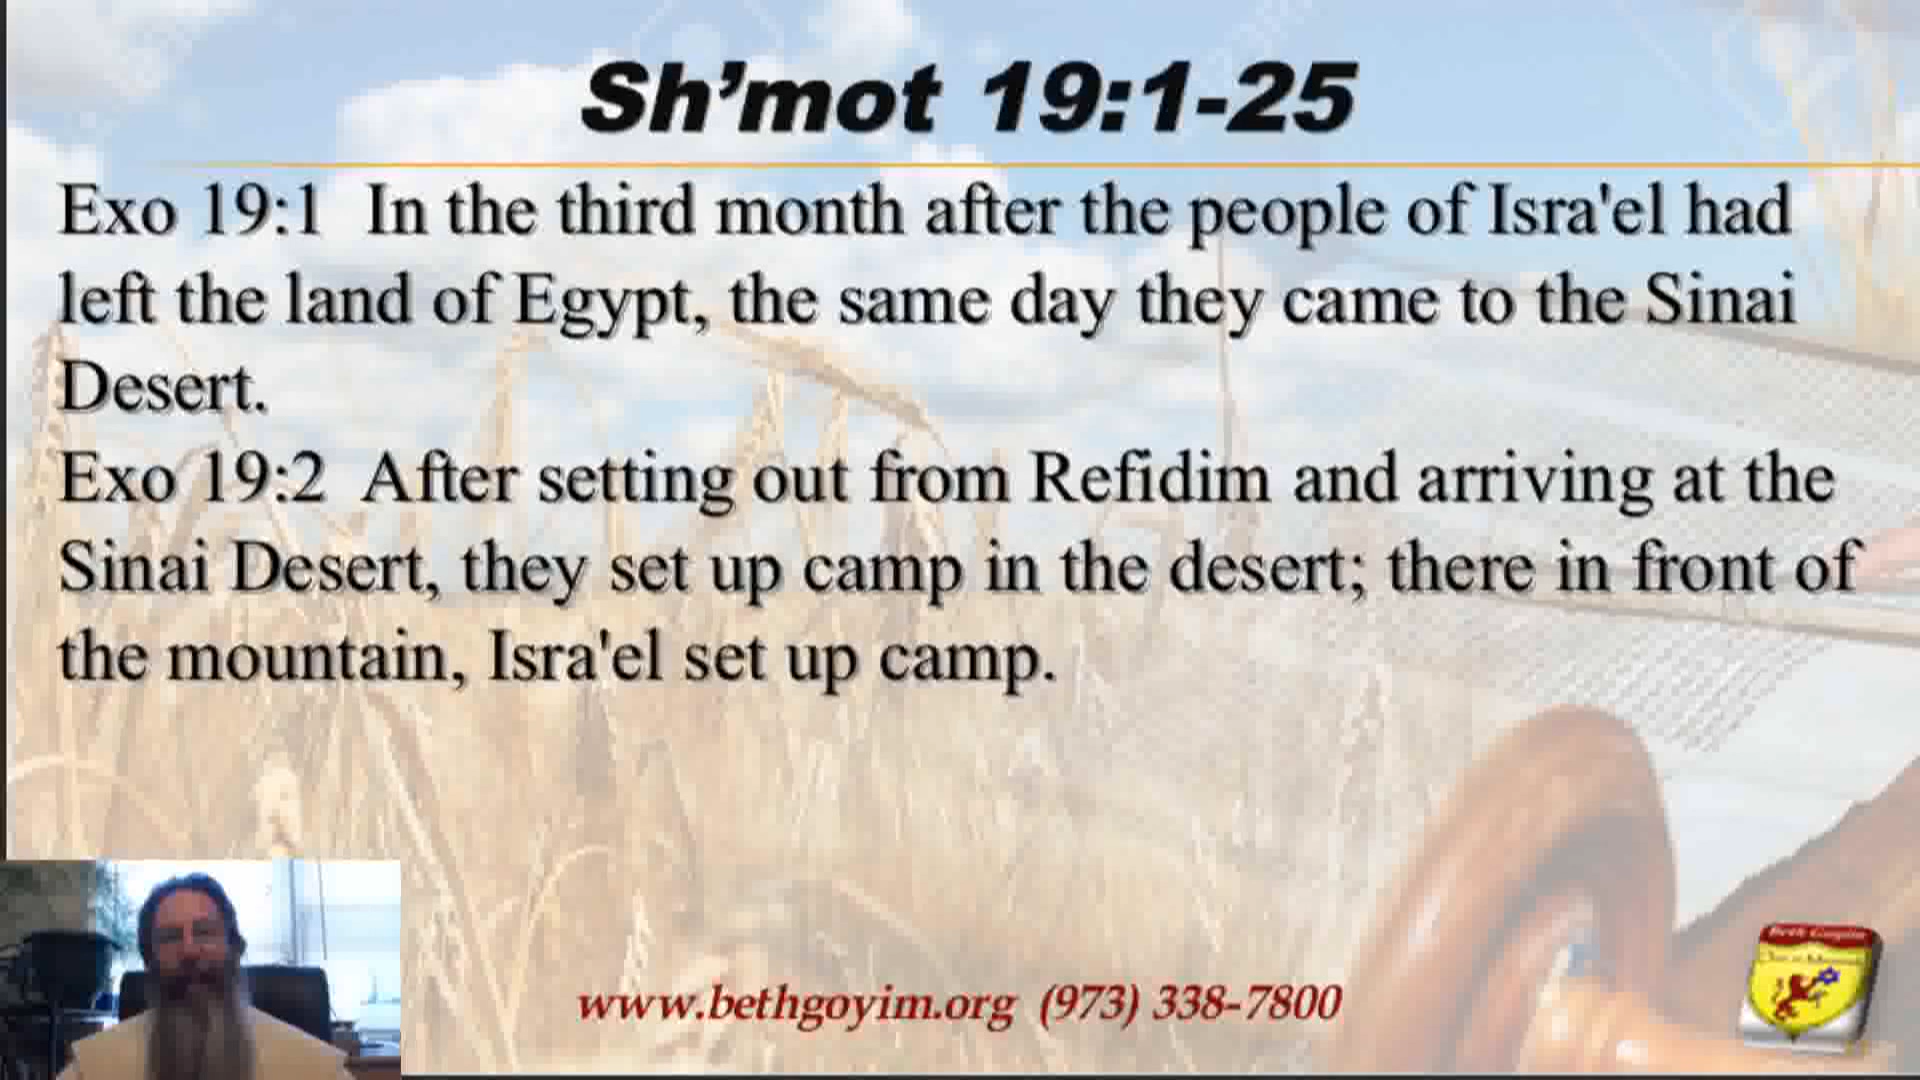 Sh’mot 19:1-25
Exo 19:1 In the third month after the people of Isra'el had
left the land of Egypt, the same day they came to the Sinai
Desert.
Exo 19:2 After setting out from Refidim and arriving at the
Sinai Desert, they set up camp in the desert; there in front of
the mountain, Isra'el set up camp.
www.bethgoyim.org (973) 338-7800
Beth Goyim